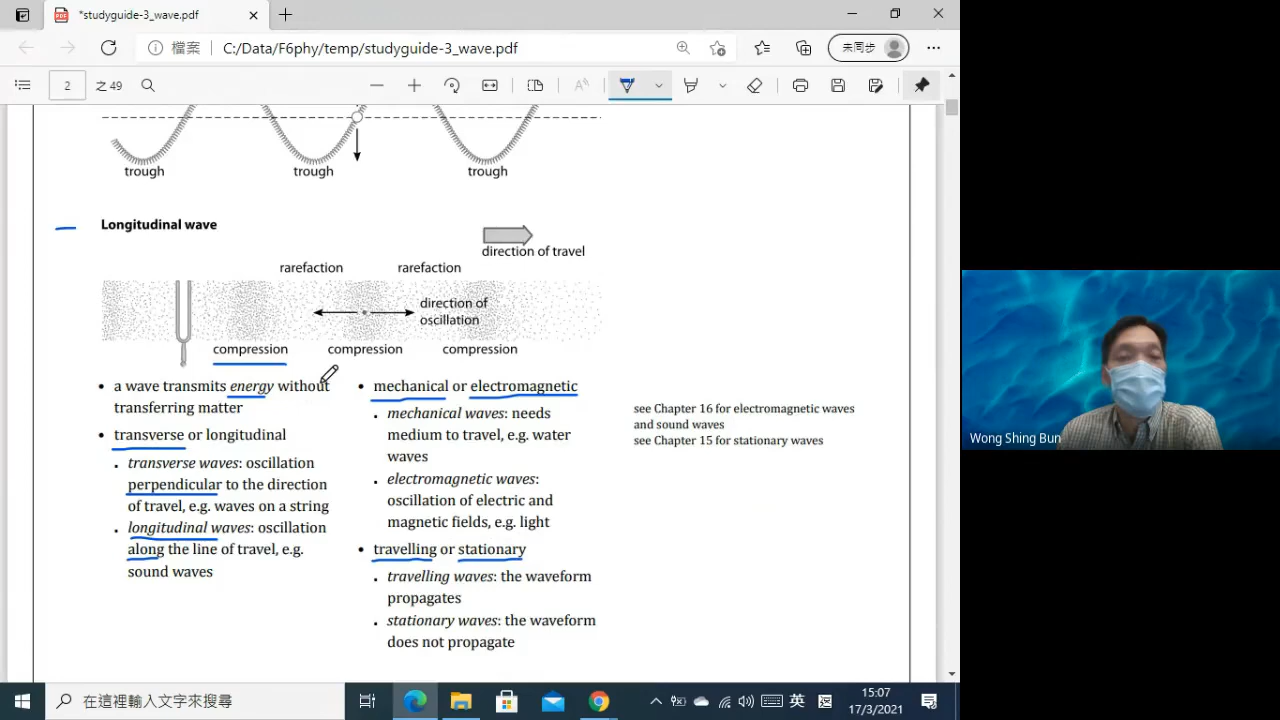 *studyguide-3_wave.pdf
檔案
C:/Data/F6phy/temp/studyguide-3_wave.pdf
未同步
2
之 49
trough
trough
trough
Longitudinal wave
direction of travel
rarefaction
rarefaction
direction of
oscillation
compression
compression
compression
• a wave transmits energy without
transferring matter
• transverse or longitudinal
. transverse waves: oscillation
perpendicular to the direction
of travel, e.g. waves on a string
. longitudinal waves: oscillation
along the line of travel, e.g.
sound waves
• mechanical or electromagnetic
. mechanical waves: needs
medium to travel, e.g. water
waves
. electromagnetic waves:
oscillation of electric and
magnetic fields, e.g. light
• travelling or stationary
. travelling waves: the waveform
propagates
. stationary waves: the waveform
does not propagate
see Chapter 16 for electromagnetic waves
and sound waves
see Chapter 15 for stationary waves
Wong Shing Bun
在這裡輸入文字來搜尋
英
15:07
17/3/2021